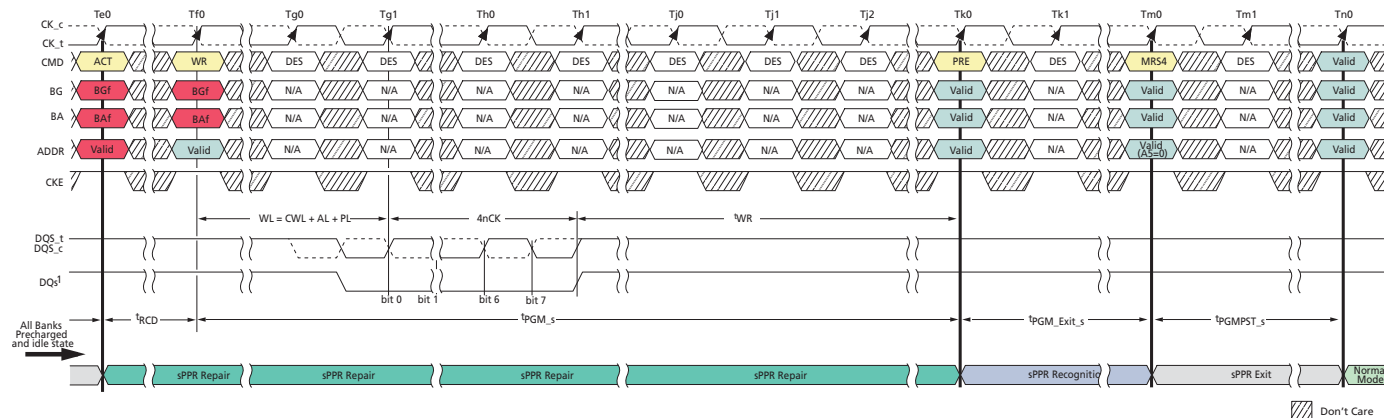 Te0 Tf0 Tg0 Tg1 Th0 Th1 Tj0 Tj1 Tj2 Tk0 Tk1 Tm0 Tm1 Tn0
CK_c
CK_t
CMD ACT WR DES DES DES DES DES DES DES PRE DES MRS4 DES Valid
BG BGf BGf N/A N/A N/A N/A N/A N/A N/A Valid N/A Valid N/A Valid
BA BAf BAf N/A N/A N/A N/A N/A N/A N/A Valid N/A Valid N/A Valid
ADDR Valid Valid N/A N/A N/A N/A N/A N/A N/A Valid N/A Valid (A5=0) N/A Valid
CKE
WL = CWL + AL + PL 4nCK tWR
DQS_t
DQS_c
DQs1
bit 0 bit 1 bit 6 bit 7
All Banks
Precharged
and idle state
tRCD tPGM_s tPGM_Exit_s tPGMPST_s
sPPR Repair sPPR Repair sPPR Repair sPPR Repair sPPR Recognitic sPPR Exit Norma
Mode
Don't Care